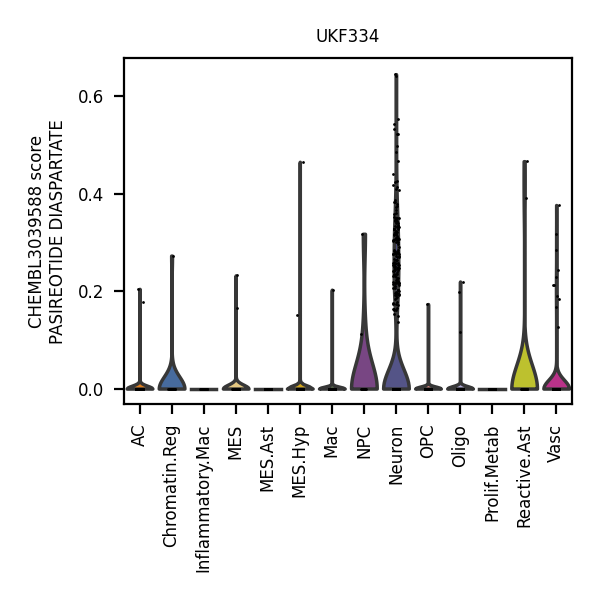 UKF334
CHEMBL3039588 score
PASIREOTIDE DIASPARTATE
0.6
0.4
0.2
0.0
AC
Chromatin.Reg
Inflammatory.Mac
MES
MES.Ast
MES.Hyp
Mac
NPC
Neuron
OPC
Oligo
Prolif.Metab
Reactive.Ast
Vasc